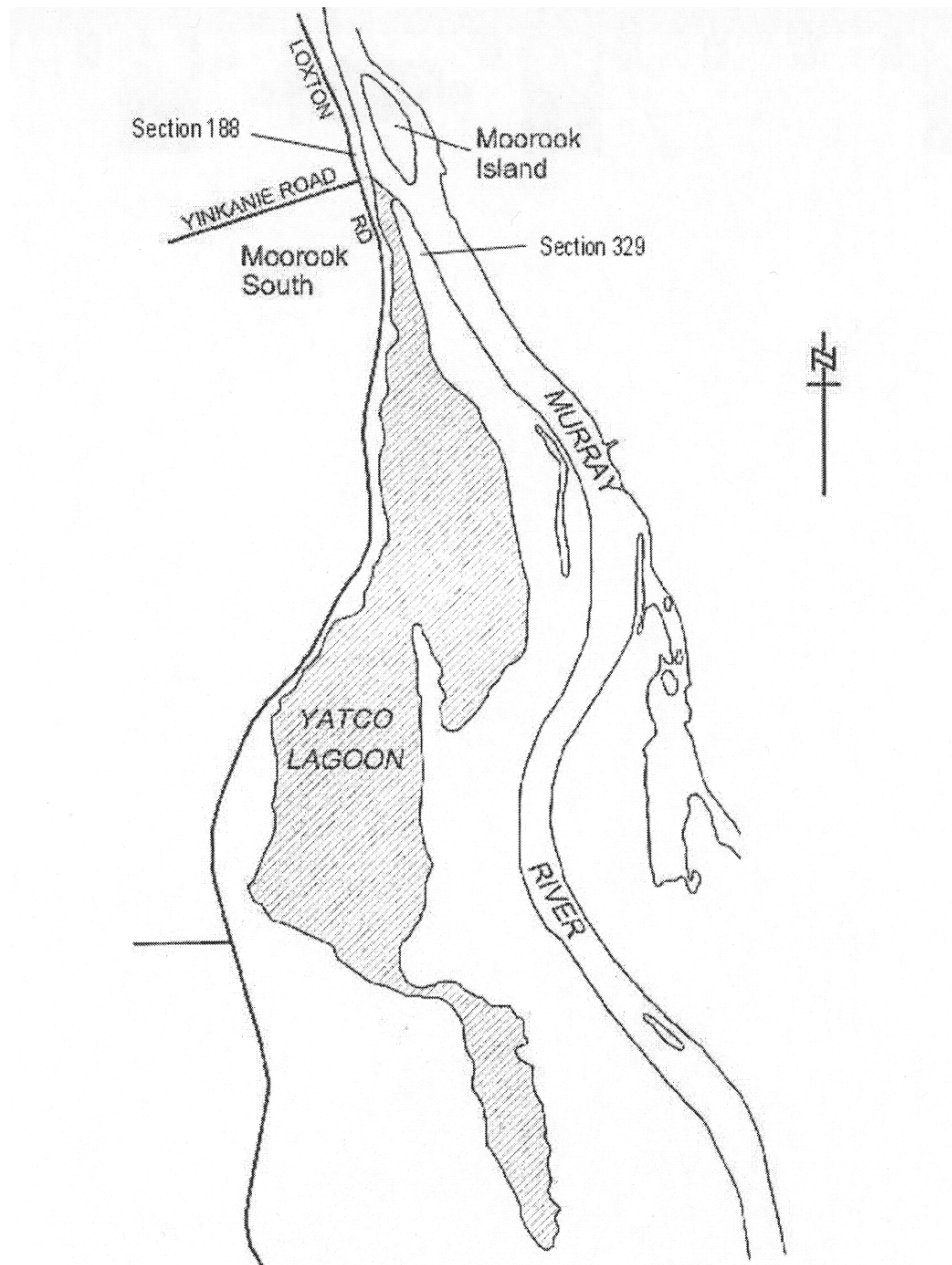 LOXTON
Section 188
Moorook
Island
YINKANIE ROAD
RD
Section 329
Moorook
South
N
MURRAY
YATCO
LAGOON
RIVER